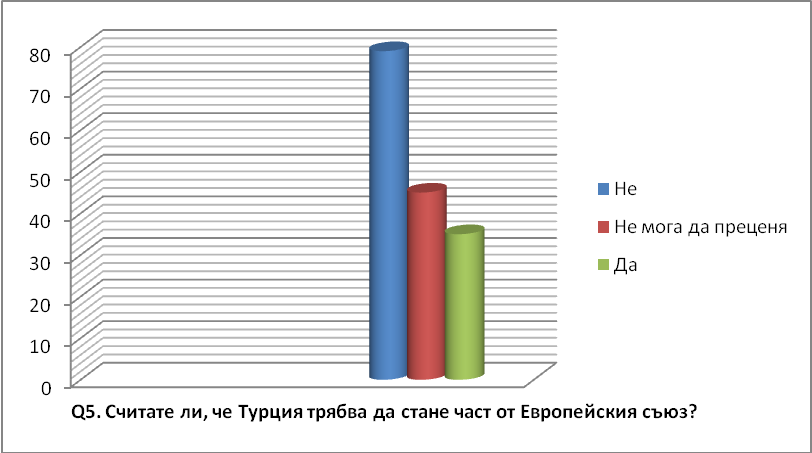 80
70
60
50
40
30
20
10
0
Не
Не мога да преценя
Да
Q5. Считате ли, че Турция трябва да стане част от Европейския съюз?